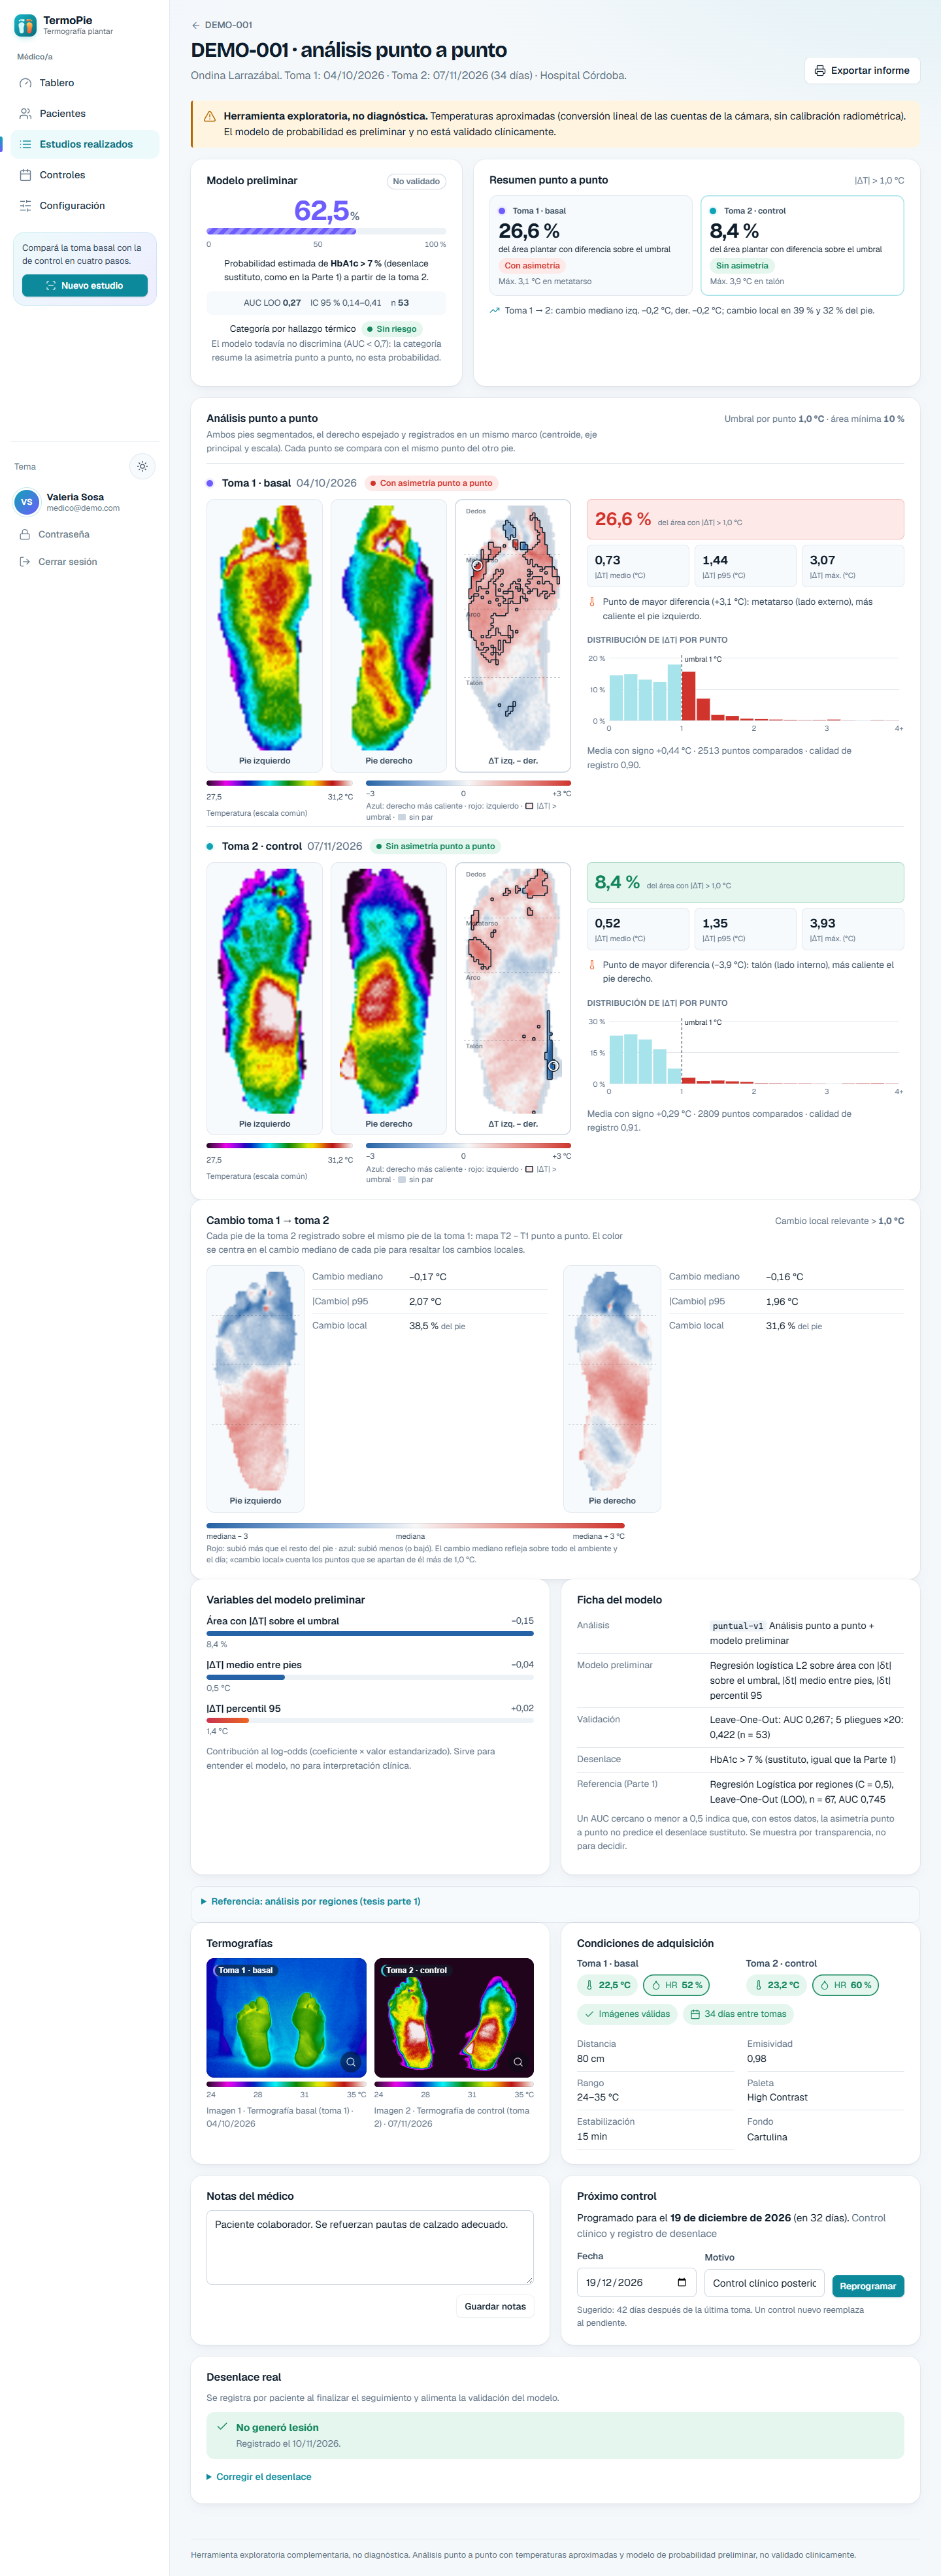 TermoPie
Termografía plantar
Médico/a
Tablero
Pacientes
Estudios realizados
Controles
Configuración
Compará la toma basal con la
de control en cuatro pasos.
Nuevo estudio
Tema
VS
Valeria Sosa
medico@demo.com
Contraseña
Cerrar sesión
← DEMO-001
DEMO-001 · análisis punto a punto
Ondina Larrazábal. Toma 1: 04/10/2026 · Toma 2: 07/11/2026 (34 días) · Hospital Córdoba.
Exportar informe
Herramienta exploratoria, no diagnóstica. Temperaturas aproximadas (conversión lineal de las cuentas de la cámara, sin calibración radiométrica).
El modelo de probabilidad es preliminar y no está validado clínicamente.
Modelo preliminar
No validado
62,5%
0 50 100 %
Probabilidad estimada de HbA1c > 7 % (desenlace
sustituto, como en la Parte 1) a partir de la toma 2.
AUC LOO 0,27 IC 95 % 0,14–0,41 n 53
Categoría por hallazgo térmico Sin riesgo
El modelo todavía no discrimina (AUC < 0,7): la categoría
resume la asimetría punto a punto, no esta probabilidad.
Resumen punto a punto
|ΔT| > 1,0 °C
Toma 1 · basal
26,6 %
del área plantar con diferencia sobre el umbral
Con asimetría
Máx. 3,1 °C en metatarso
Toma 2 · control
8,4 %
del área plantar con diferencia sobre el umbral
Sin asimetría
Máx. 3,9 °C en talón
Toma 1 → 2: cambio mediano izq. −0,2 °C, der. −0,2 °C; cambio local en 39 % y 32 % del pie.
Análisis punto a punto
Umbral por punto 1,0 °C · área mínima 10 %
Ambos pies segmentados, el derecho espejado y registrados en un mismo marco (centroide, eje
principal y escala). Cada punto se compara con el mismo punto del otro pie.
Toma 1 · basal 04/10/2026 Con asimetría punto a punto
Dedos
Metatarso
Arco
Talón
Pie izquierdo
Pie derecho
ΔT izq. − der.
27,5 31,2 °C
Temperatura (escala común)
−3 0 +3 °C
Azul: derecho más caliente · rojo: izquierdo · |ΔT| >
umbral · sin par
26,6 % del área con |ΔT| > 1,0 °C
0,73
|ΔT| medio (°C)
1,44
|ΔT| p95 (°C)
3,07
|ΔT| máx. (°C)
Punto de mayor diferencia (+3,1 °C): metatarso (lado externo), más
caliente el pie izquierdo.
DISTRIBUCIÓN DE |ΔT| POR PUNTO
20 %
10 %
0 %
umbral 1 °C
0 1 2 3 4+
Media con signo +0,44 °C · 2513 puntos comparados · calidad de
registro 0,90.
Toma 2 · control 07/11/2026 Sin asimetría punto a punto
Dedos
Metatarso
Arco
Talón
Pie izquierdo
Pie derecho
ΔT izq. − der.
27,5 31,2 °C
Temperatura (escala común)
−3 0 +3 °C
Azul: derecho más caliente · rojo: izquierdo · |ΔT| >
umbral · sin par
8,4 % del área con |ΔT| > 1,0 °C
0,52
|ΔT| medio (°C)
1,35
|ΔT| p95 (°C)
3,93
|ΔT| máx. (°C)
Punto de mayor diferencia (−3,9 °C): talón (lado interno), más caliente el
pie derecho.
DISTRIBUCIÓN DE |ΔT| POR PUNTO
30 %
15 %
0 %
umbral 1 °C
0 1 2 3 4+
Media con signo +0,29 °C · 2809 puntos comparados · calidad de
registro 0,91.
Cambio toma 1 → toma 2
Cambio local relevante > 1,0 °C
Cada pie de la toma 2 registrado sobre el mismo pie de la toma 1: mapa T2 − T1 punto a punto. El color
se centra en el cambio mediano de cada pie para resaltar los cambios locales.
Pie izquierdo
Cambio mediano −0,17 °C
|Cambio| p95 2,07 °C
Cambio local 38,5 % del pie
Pie derecho
Cambio mediano −0,16 °C
|Cambio| p95 1,96 °C
Cambio local 31,6 % del pie
mediana − 3 mediana mediana + 3 °C
Rojo: subió más que el resto del pie · azul: subió menos (o bajó). El cambio mediano refleja sobre todo el ambiente y
el día; «cambio local» cuenta los puntos que se apartan de él más de 1,0 °C.
Variables del modelo preliminar
Área con |ΔT| sobre el umbral −0,15
8,4 %
|ΔT| medio entre pies −0,04
0,5 °C
|ΔT| percentil 95 +0,02
1,4 °C
Contribución al log-odds (coeficiente × valor estandarizado). Sirve para
entender el modelo, no para interpretación clínica.
Ficha del modelo
Análisis puntual-v1 Análisis punto a punto +
modelo preliminar
Modelo preliminar Regresión logística L2 sobre área con |δt|
sobre el umbral, |δt| medio entre pies, |δt|
percentil 95
Validación Leave-One-Out: AUC 0,267; 5 pliegues ×20:
0,422 (n = 53)
Desenlace HbA1c > 7 % (sustituto, igual que la Parte 1)
Referencia (Parte 1) Regresión Logística por regiones (C = 0,5),
Leave-One-Out (LOO), n = 67, AUC 0,745
Un AUC cercano o menor a 0,5 indica que, con estos datos, la asimetría punto
a punto no predice el desenlace sustituto. Se muestra por transparencia, no
para decidir.
Referencia: análisis por regiones (tesis parte 1)
Termografías
Toma 1 · basal
24 28 31 35 °C
Imagen 1 · Termografía basal (toma 1) ·
04/10/2026
Toma 2 · control
24 28 31 35 °C
Imagen 2 · Termografía de control (toma
2) · 07/11/2026
Condiciones de adquisición
Toma 1 · basal
22,5 °C HR 52 %
Toma 2 · control
23,2 °C HR 60 %
Imágenes válidas 34 días entre tomas
Distancia
80 cm
Emisividad
0,98
Rango
24–35 °C
Paleta
High Contrast
Estabilización
15 min
Fondo
Cartulina
Notas del médico
Paciente colaborador. Se refuerzan pautas de calzado adecuado.
Guardar notas
Próximo control
Programado para el 19 de diciembre de 2026 (en 32 días). Control
clínico y registro de desenlace
Fecha
19/12/2026
Motivo
Control clínico posteric
Reprogramar
Sugerido: 42 días después de la última toma. Un control nuevo reemplaza
al pendiente.
Desenlace real
Se registra por paciente al finalizar el seguimiento y alimenta la validación del modelo.
No generó lesión
Registrado el 10/11/2026.
Corregir el desenlace
Herramienta exploratoria complementaria, no diagnóstica. Análisis punto a punto con temperaturas aproximadas y modelo de probabilidad preliminar, no validado clínicamente.